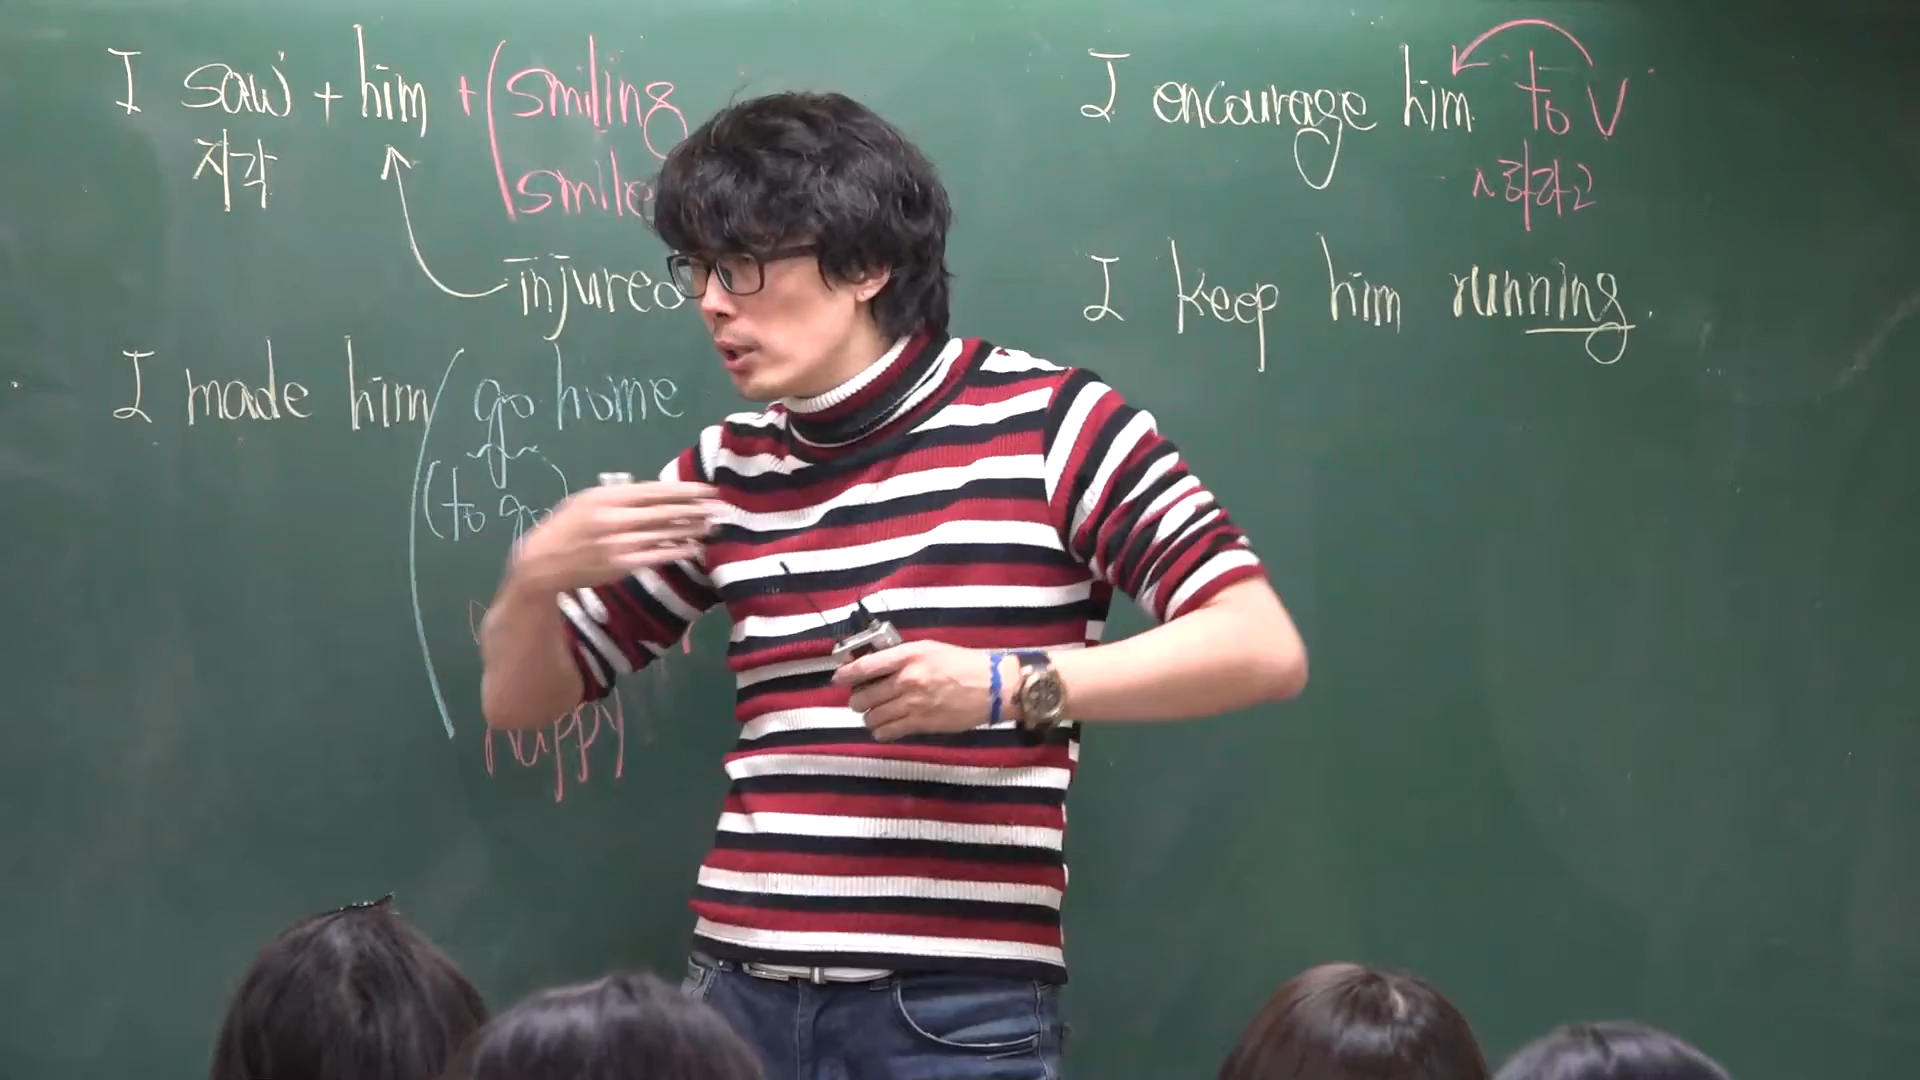 I saw + him + ( smiling
지각
smile
injured
I made him go home
(to go)
happy
I encourage him to V
~하라고
I keep him running.